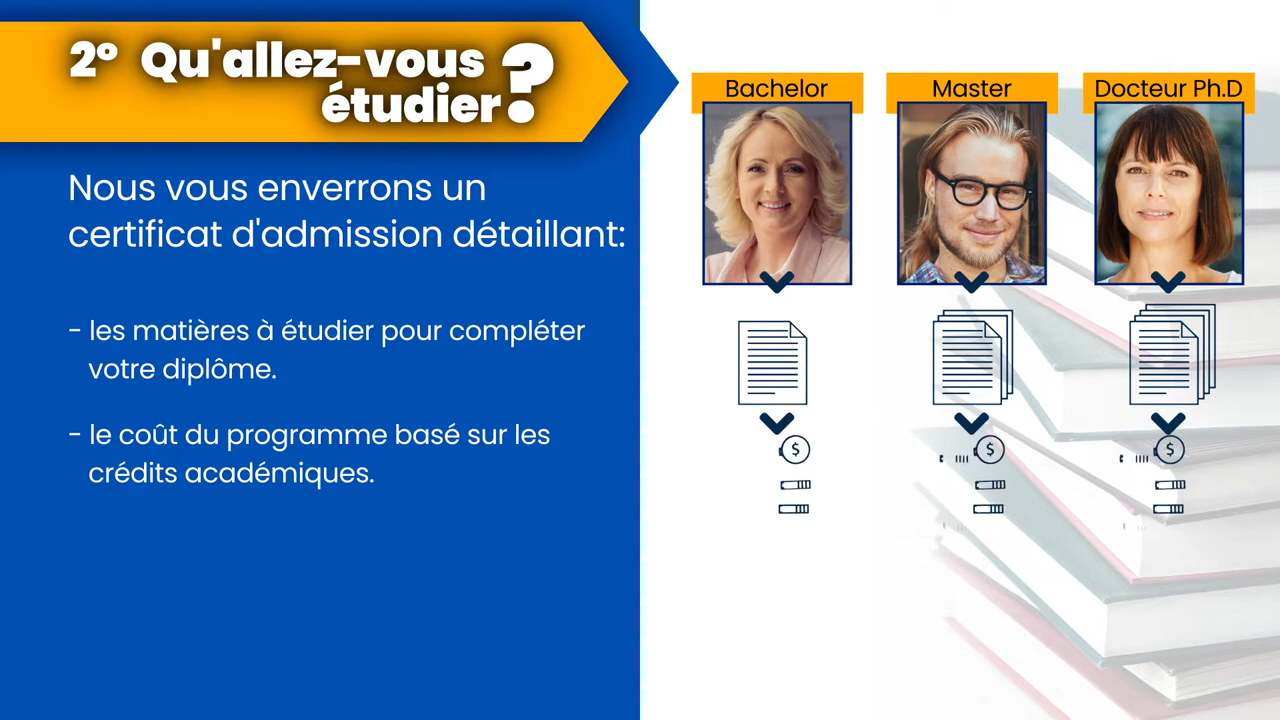 2º Qu'allez-vous
étudier?
Nous vous enverrons un
certificat d'admission détaillant:
- les matières à étudier pour compléter
votre diplôme.
- le coût du programme basé sur les
crédits académiques.
Bachelor
Master
Docteur Ph.D
$
$
$